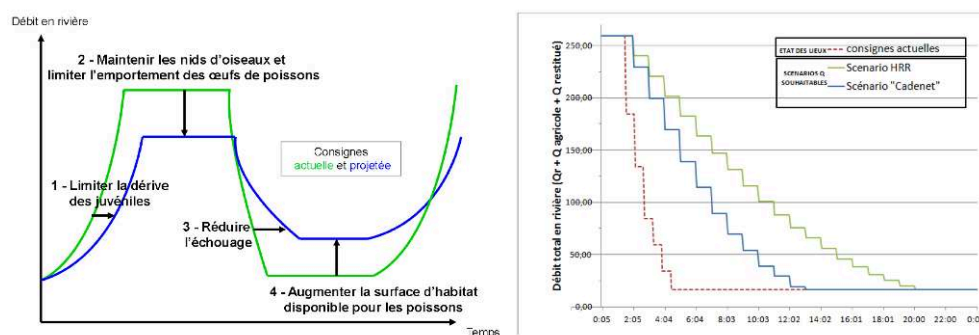 Débit en rivière
2 - Maintenir les nids d'oiseaux et
limiter l'emportement des œufs de poissons
Consignes
actuelle et projetée
1 - Limiter la dérive
des juvéniles
3 - Réduire
l'échouage
4 - Augmenter la surface d'habitat
disponible pour les poissons
Temps
Débit total en rivière (Qr + Q agricole + Q restitué)
250,00
200,00
150,00
100,00
50,00
0,00
ETAT DES LIEUX
consignes actuelles
SCENARIOS Q
SOUHAITABLES
Scenario HRR
Scénario "Cadenet"
0:05 2:05 4:04 6:04 8:03 10:03 12:02 14:02 16:01 18:01 20:00 22:00